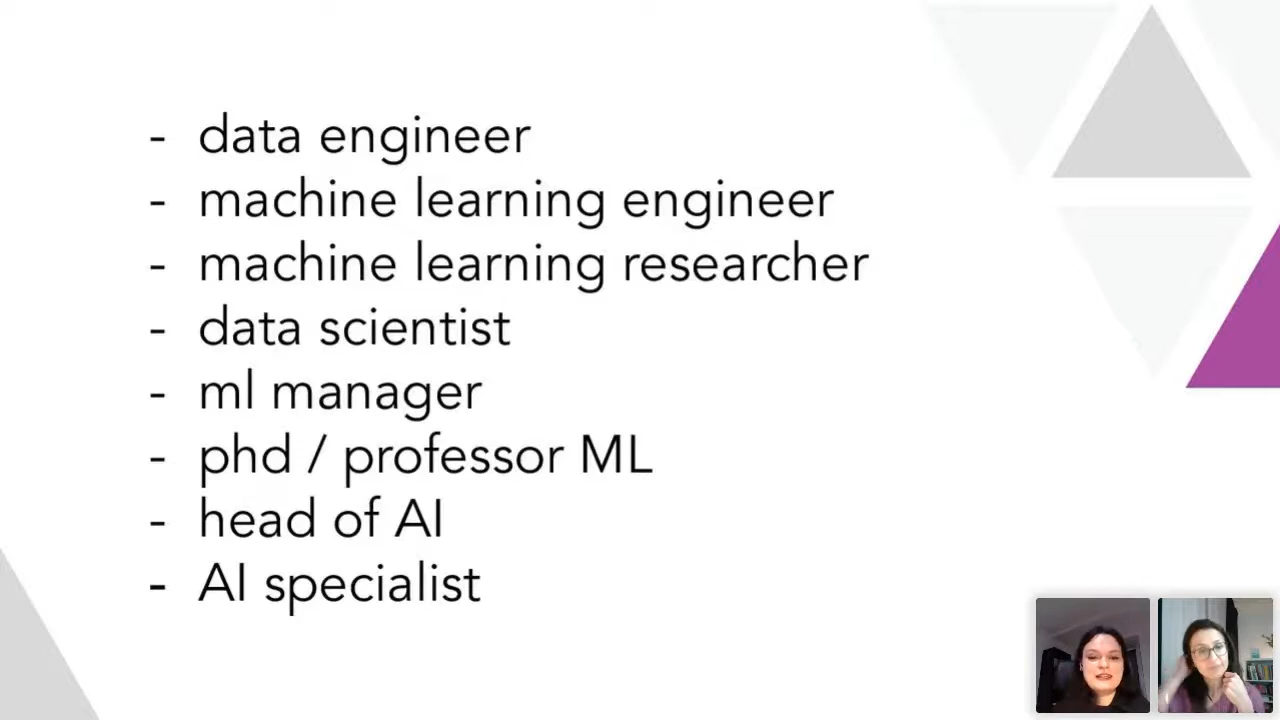 - data engineer
- machine learning engineer
- machine learning researcher
- data scientist
- ml manager
- phd / professor ML
- head of AI
- AI specialist